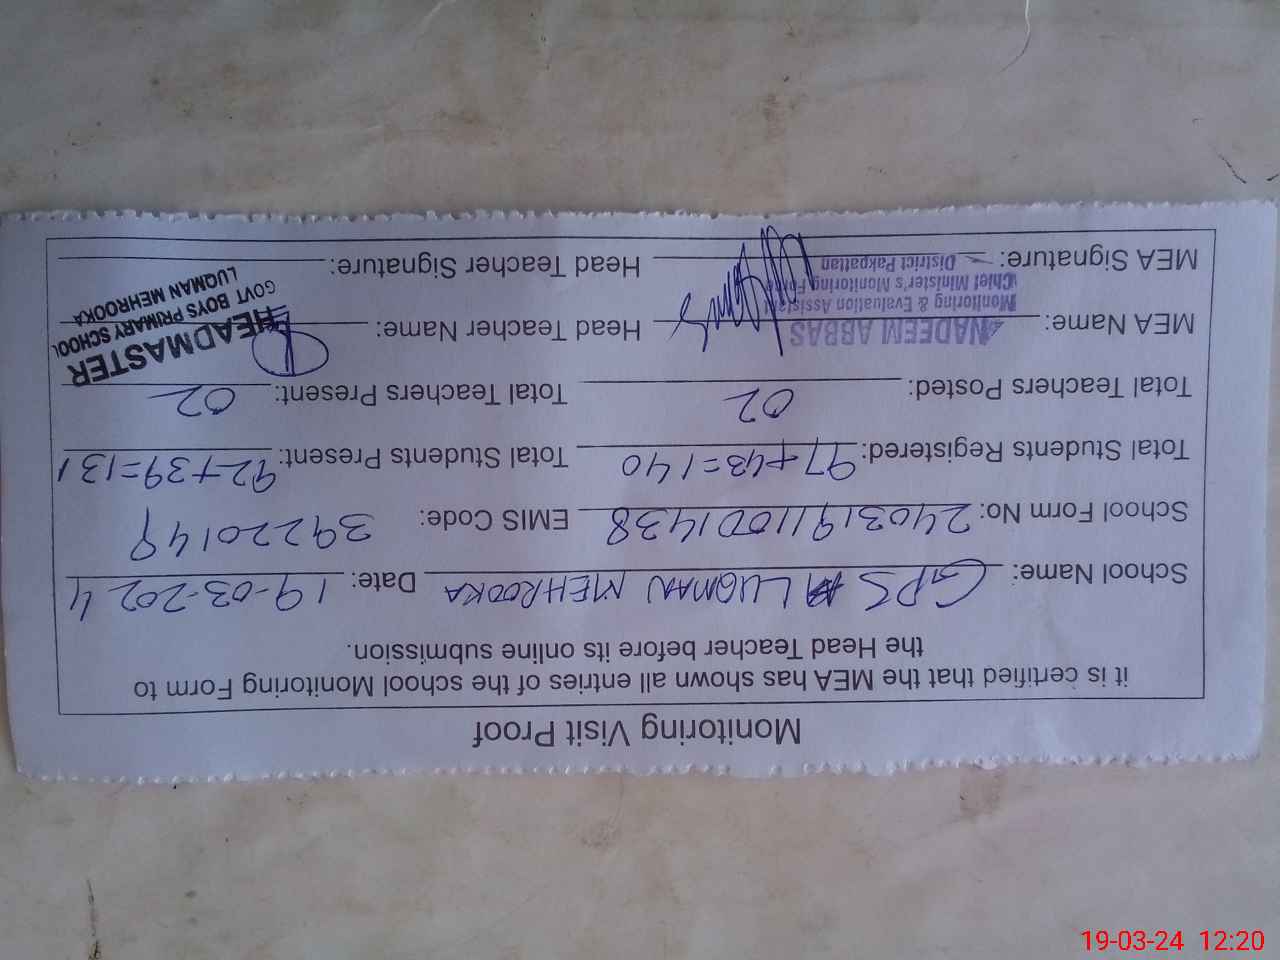 Monitoring Visit Proof
it is certified that the MEA has shown all entries of the school Monitoring Form to
the Head Teacher before its online submission.
School Name: GPS LUQMAN MEHROOKA Date: 19-03-2024
School Form No: 2403191100001438 EMIS Code: 39220149
Total Students Registered: 97+43=140 Total Students Present: 92+39=131
Total Teachers Posted: 02 Total Teachers Present: 02
MEA Name: NADEEM ABBAS Head Teacher Name:
Monitoring & Evaluation Assistant
Chief Minister's Monitoring Force
District Pakpattan
HEADMASTER
GOVT BOYS PRIMARY SCHOOL
LUQMAN MEHROOKA
MEA Signature: Head Teacher Signature:
19-03-24 12:20